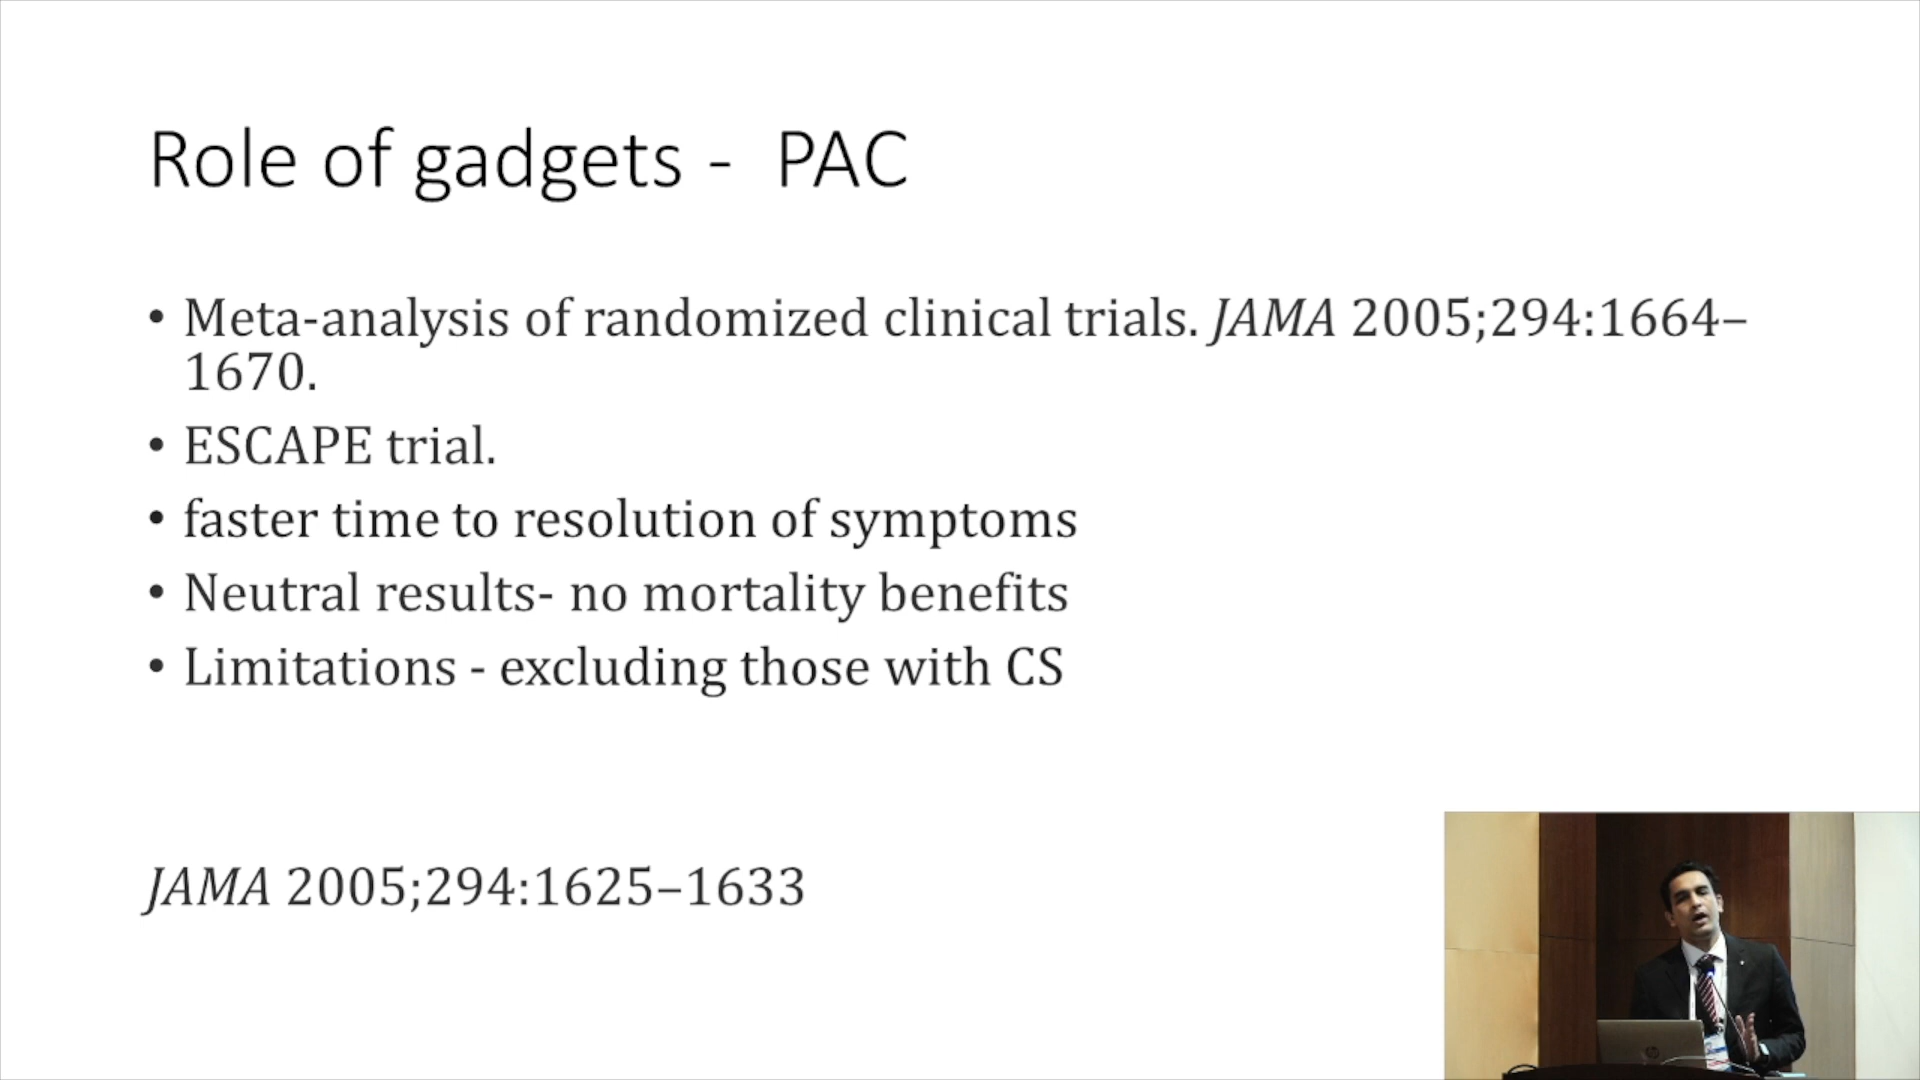 Role of gadgets -  PAC
• Meta-analysis of randomized clinical trials. JAMA 2005;294:1664–
1670.
• ESCAPE trial.
• faster time to resolution of symptoms
• Neutral results- no mortality benefits
• Limitations - excluding those with CS
JAMA 2005;294:1625–1633